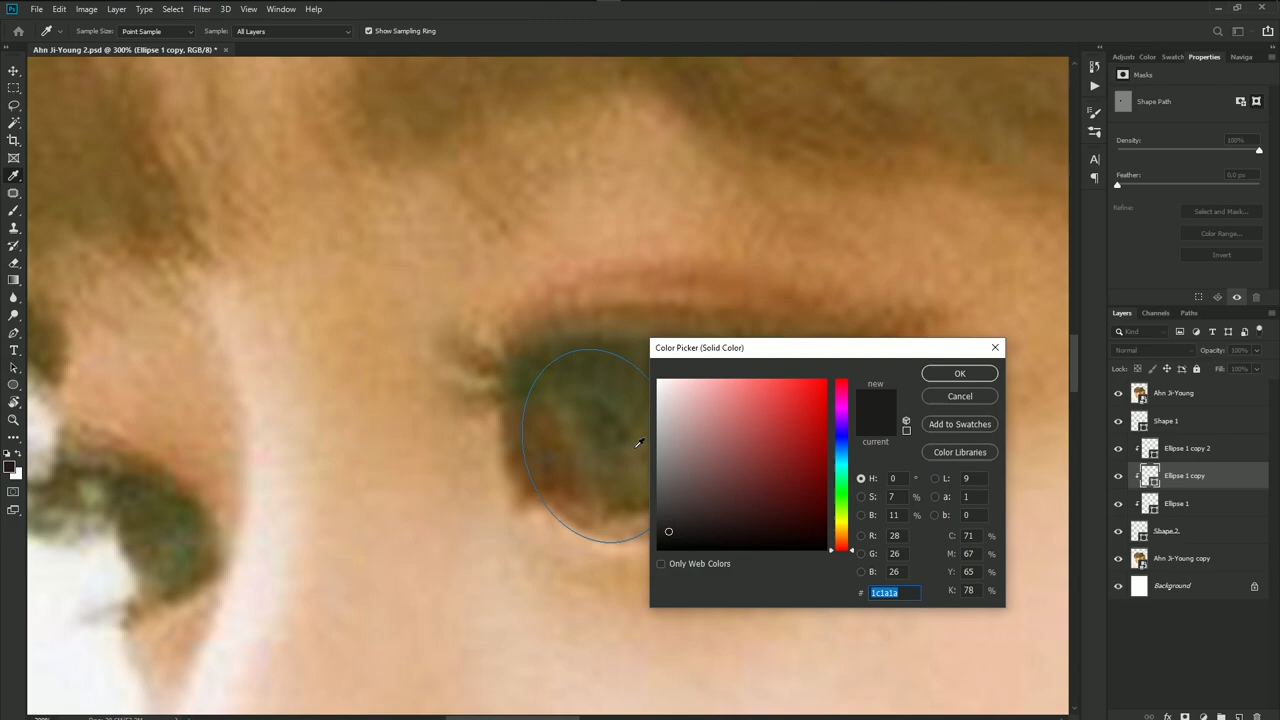 Ps File Edit Image Layer Type Select Filter 3D View Window Help
Sample Size: Point Sample Sample: All Layers Show Sampling Ring
Ahn Ji-Young 2.psd @ 300% (Ellipse 1 copy, RGB/8) * ×
Adjustr Color Swatch Properties Naviga
Masks
Shape Path
Density: 100%
Feather: 0,0 px
Refine: Select and Mask...
Color Range...
Invert
Layers Channels Paths
Kind
Normal Opacity: 100%
Lock: Fill: 100%
Ahn Ji-Young
Shape 1
Ellipse 1 copy 2
Ellipse 1 copy
Ellipse 1
Shape 2
Ahn Ji-Young copy
Background
Color Picker (Solid Color)
new
current
OK
Cancel
Add to Swatches
Color Libraries
H: 0 ° L: 9
S: 7 % a: 1
B: 11 % b: 0
R: 28 C: 71 %
G: 26 M: 67 %
B: 26 Y: 65 %
# 1c1a1a K: 78 %
Only Web Colors